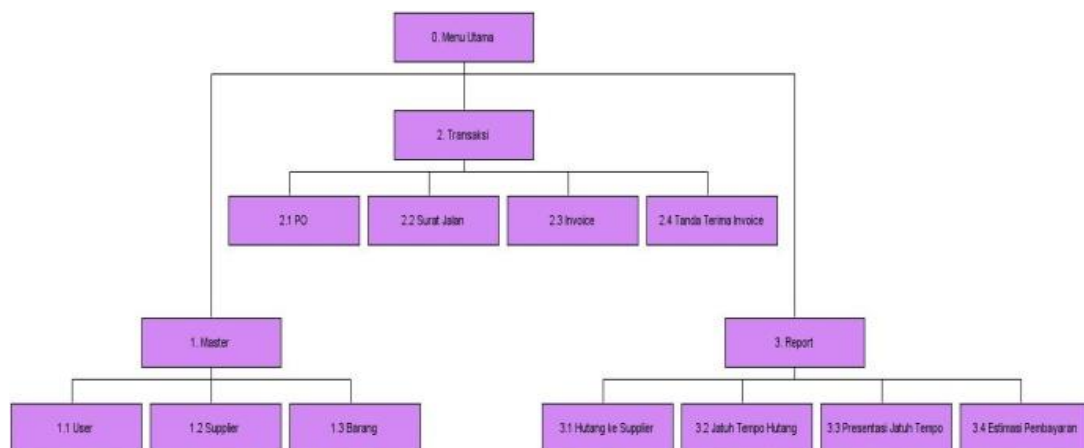 0. Menu Utama
2. Transaksi
2.1 PO
2.2 Surat Jalan
2.3 Invoice
2.4 Tanda Terima Invoice
1. Master
3. Report
1.1 User
1.2 Supplier
1.3 Barang
3.1 Hutang ke Supplier
3.2 Jatuh Tempo Hutang
3.3 Presentasi Jatuh Tempo
3.4 Estimasi Pembayaran